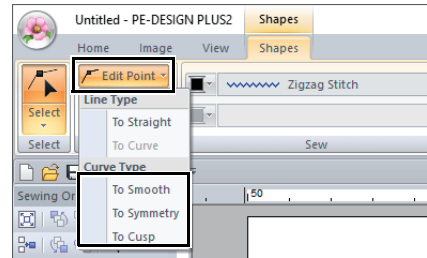 Untitled - PE-DESIGN PLUS2 Shapes
Home Image View Shapes
Edit Point
Zigzag Stitch
Select
Line Type
To Straight
Select Sew
To Curve
Curve Type
To Smooth
Sewing Or 50
To Symmetry
To Cusp